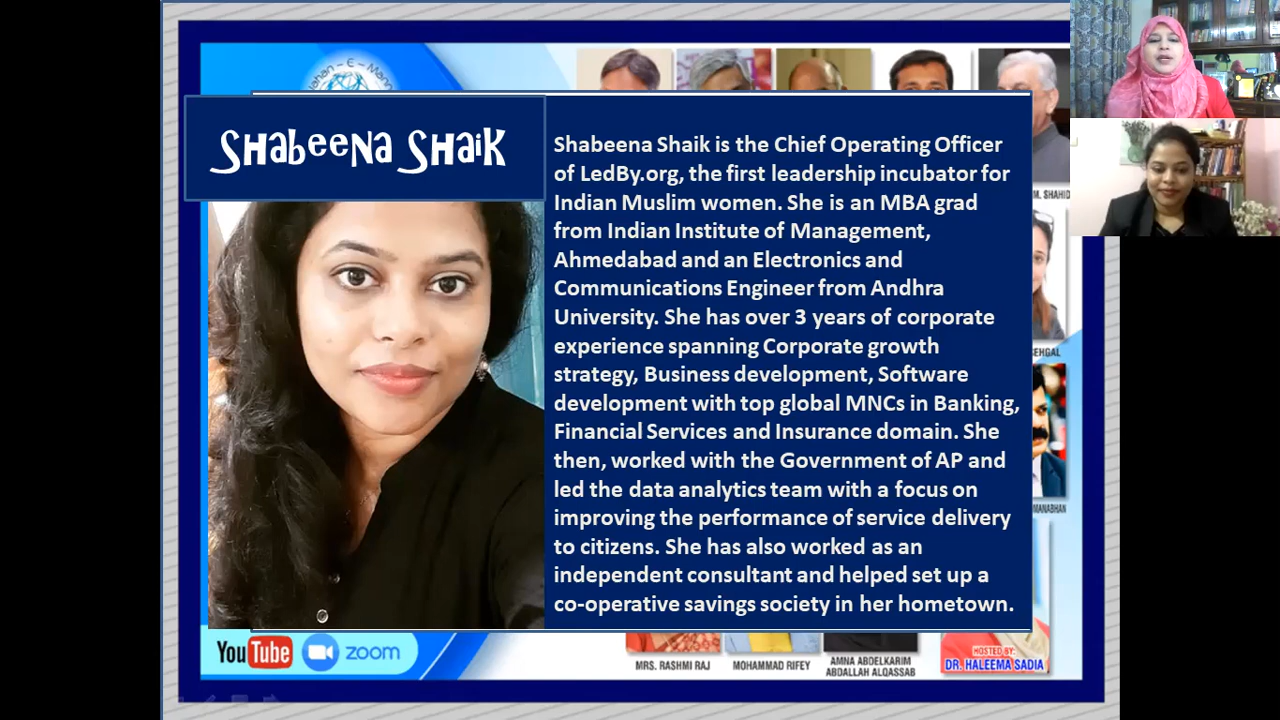 Shabeena Shaik
Shabeena Shaik is the Chief Operating Officer
of LedBy.org, the first leadership incubator for
Indian Muslim women. She is an MBA grad
from Indian Institute of Management,
Ahmedabad and an Electronics and
Communications Engineer from Andhra
University. She has over 3 years of corporate
experience spanning Corporate growth
strategy, Business development, Software
development with top global MNCs in Banking,
Financial Services and Insurance domain. She
then, worked with the Government of AP and
led the data analytics team with a focus on
improving the performance of service delivery
to citizens. She has also worked as an
independent consultant and helped set up a
co-operative savings society in her hometown.
M. SHAHID
YouTube
zoom
MRS. RASHMI RAJ
MOHAMMAD RIFEY
AMNA ABDELKARIM
ABDALLAH ALQASSAB
HOSTED BY:
DR. HALEEMA SADIA